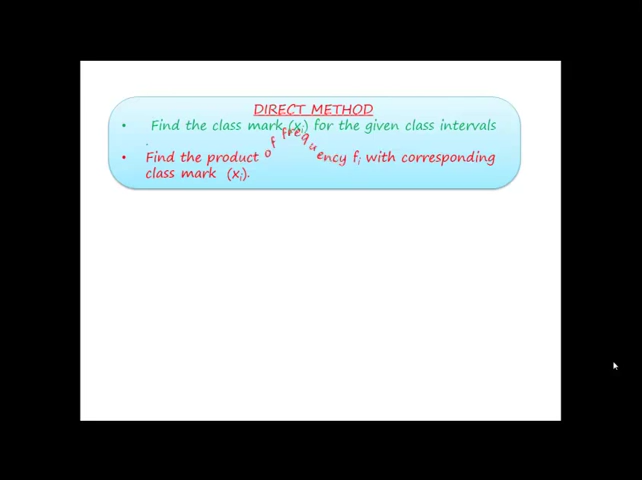 DIRECT METHOD
• Find the class mark (xᵢ) for the given class intervals
.
• Find the product of frequency fᵢ with corresponding
class mark (xᵢ).